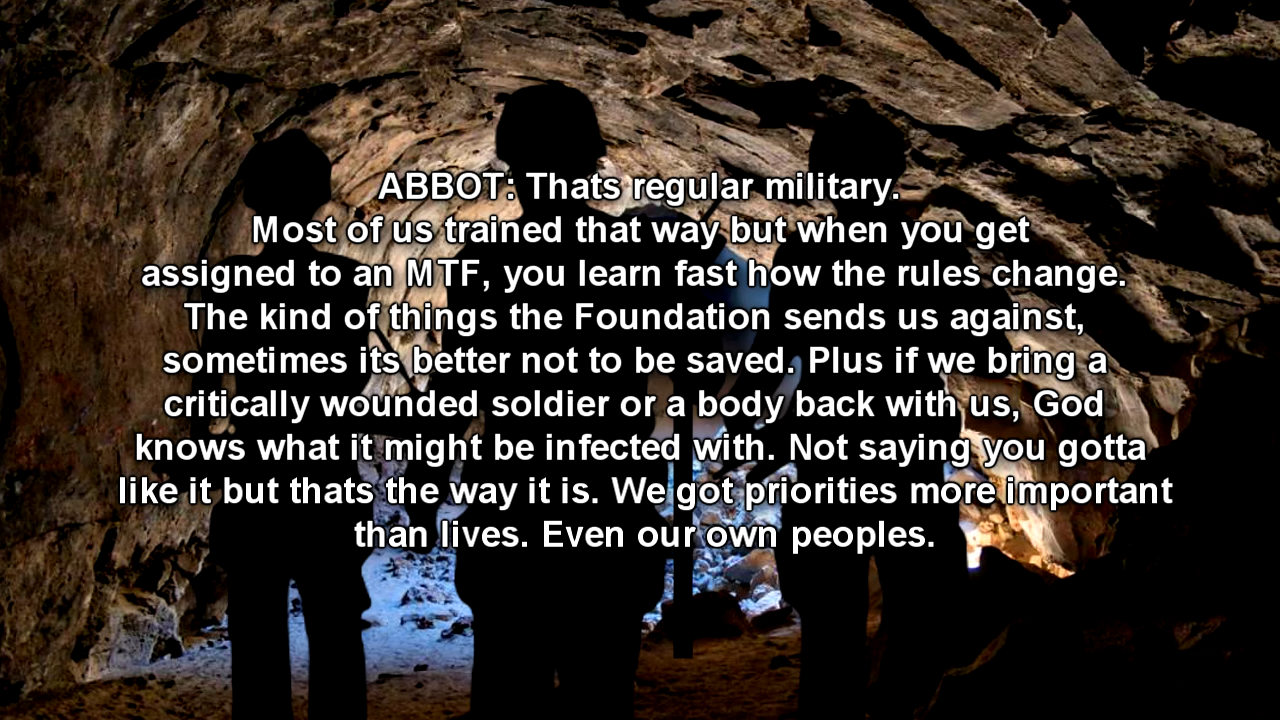 ABBOT: Thats regular military.
Most of us trained that way but when you get
assigned to an MTF, you learn fast how the rules change.
The kind of things the Foundation sends us against,
sometimes its better not to be saved. Plus if we bring a
critically wounded soldier or a body back with us, God
knows what it might be infected with. Not saying you gotta
like it but thats the way it is. We got priorities more important
than lives. Even our own peoples.